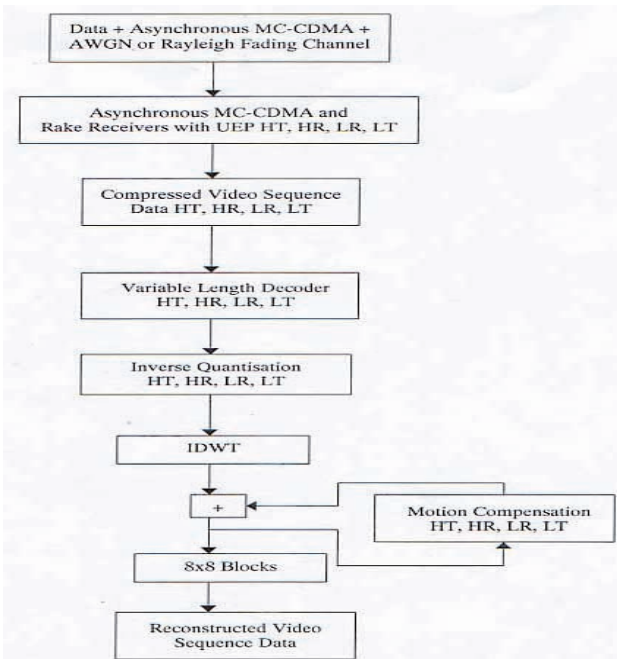 Data + Asynchronous MC-CDMA +
AWGN or Rayleigh Fading Channel
Asynchronous MC-CDMA and
Rake Receivers with UEP HT, HR, LR, LT
Compressed Video Sequence
Data HT, HR, LR, LT
Variable Length Decoder
HT, HR, LR, LT
Inverse Quantisation
HT, HR, LR, LT
IDWT
+
Motion Compensation
HT, HR, LR, LT
8x8 Blocks
Reconstructed Video
Sequence Data